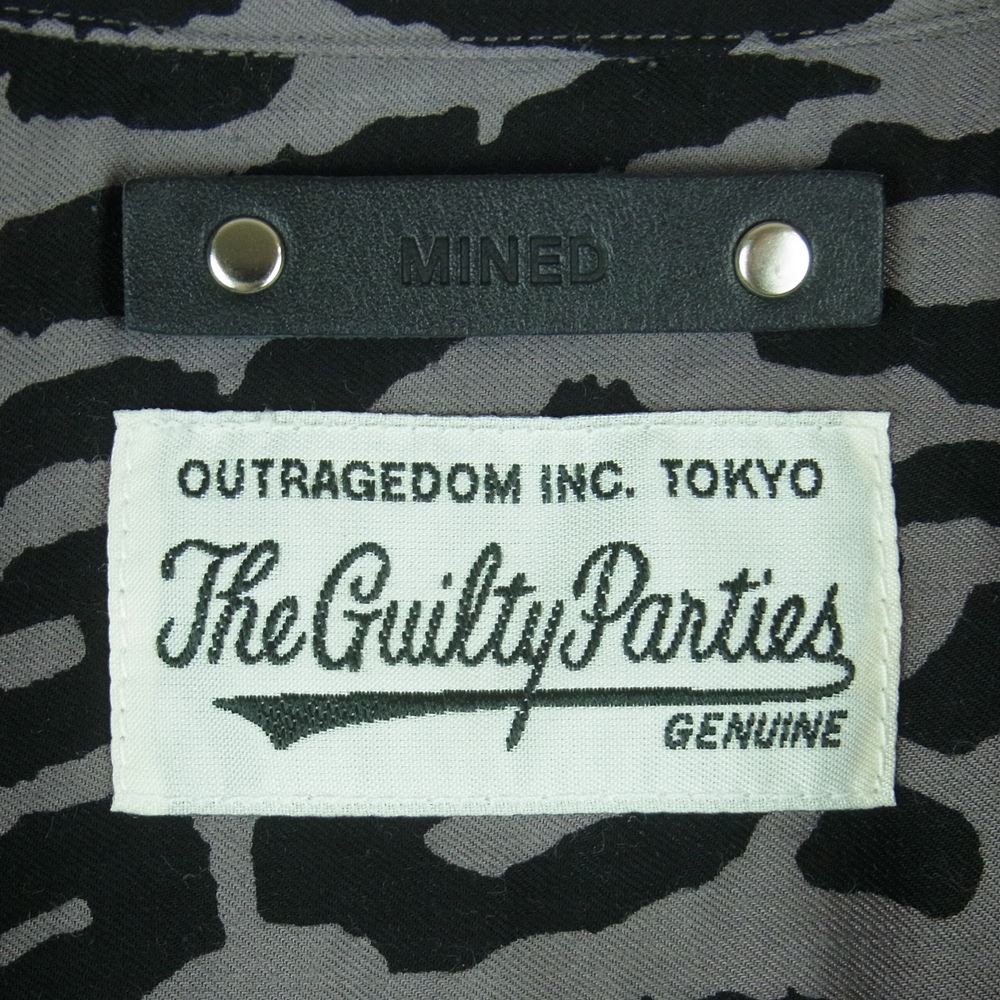 MINED
OUTRAGEDOM INC. TOKYO
The Guilty Parties
GENUINE